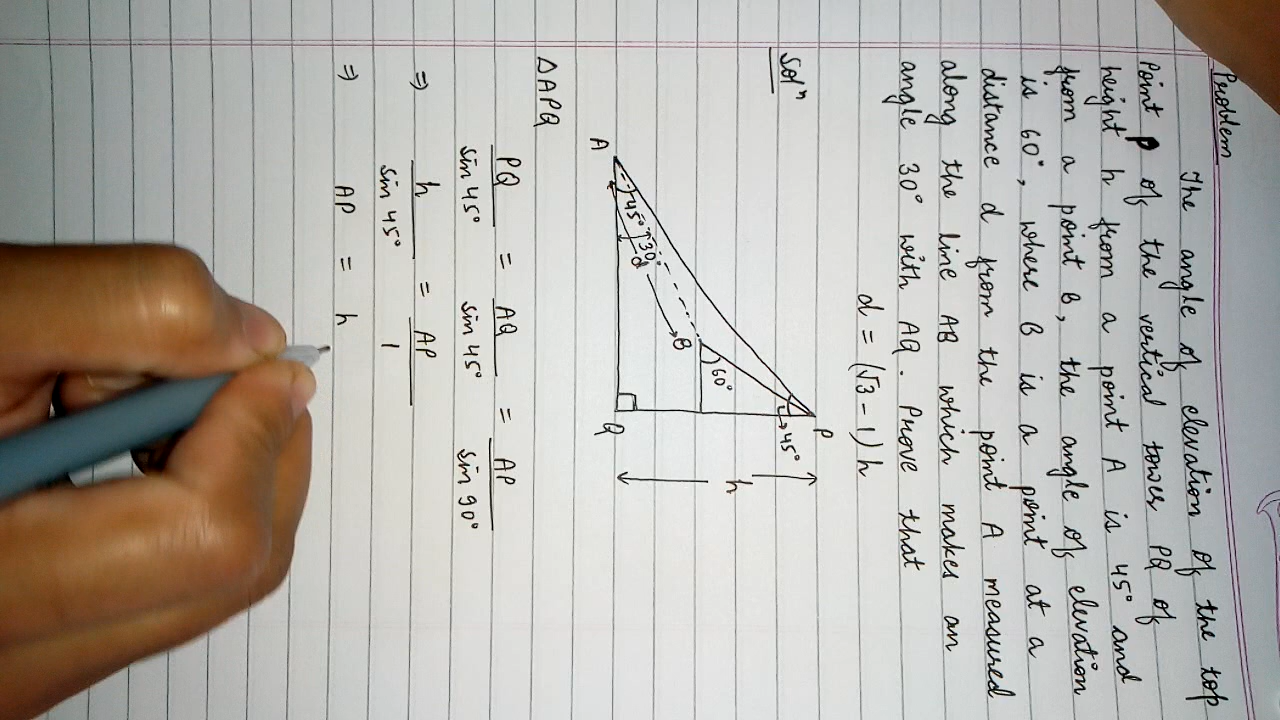 Problem
The angle of elevation of the top
Point P of the vertical tower PQ of
height h from a point A is 45° and
from a point B, the angle of elevation
is 60°, where B is a point at a
distance d from the point A measured
along the line AB which makes an
angle 30° with AQ. Prove that
d = (√3 - 1) h
Solⁿ
A
45°
30°
d
B
60°
P
45°
Q
h
ΔAPQ
PQ / sin 45° = AQ / sin 45° = AP / sin 90°
⇒ h / sin 45° = AP / 1
⇒ AP = h